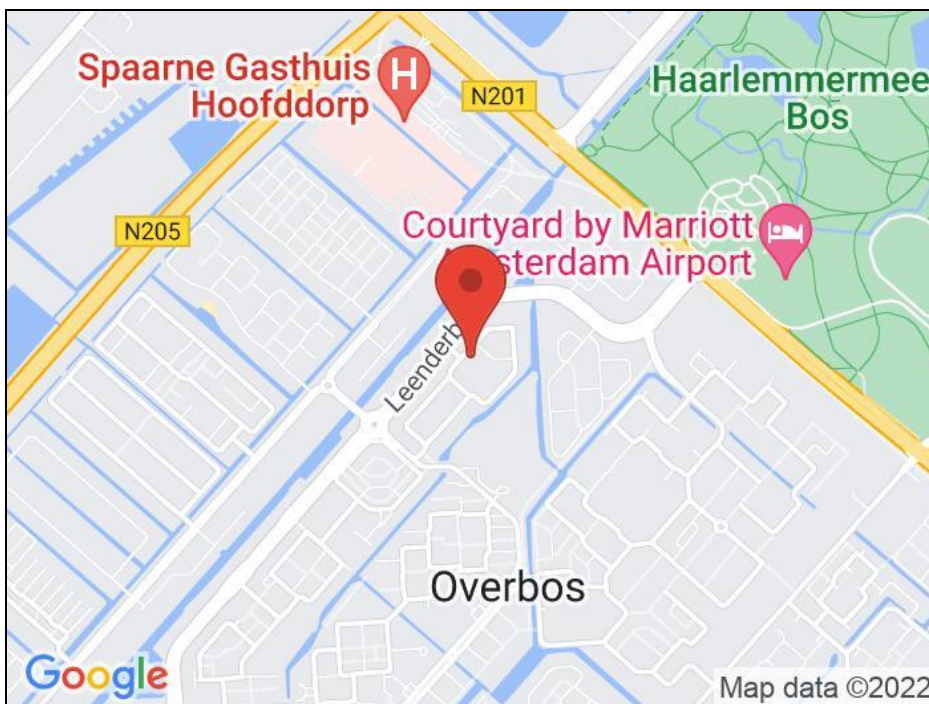 Spaarne Gasthuis
Hoofddorp
H
N201
Haarlemmermee
Bos
N205
Courtyard by Marriott
sterdam Airport
Leenderb
Overbos
Google
Map data ©2022